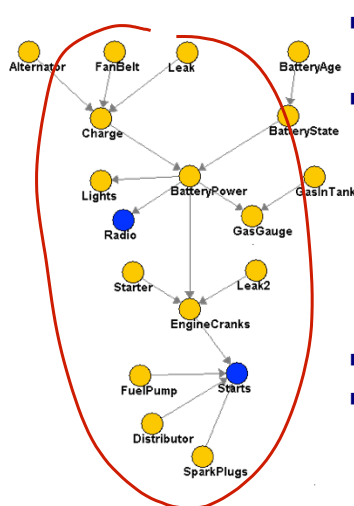 Alternator FanBelt Leak BatteryAge
Charge BatteryState
Lights BatteryPower GasInTank
Radio GasGauge
Starter Leak2
EngineCranks
FuelPump Starts
Distributor
SparkPlugs